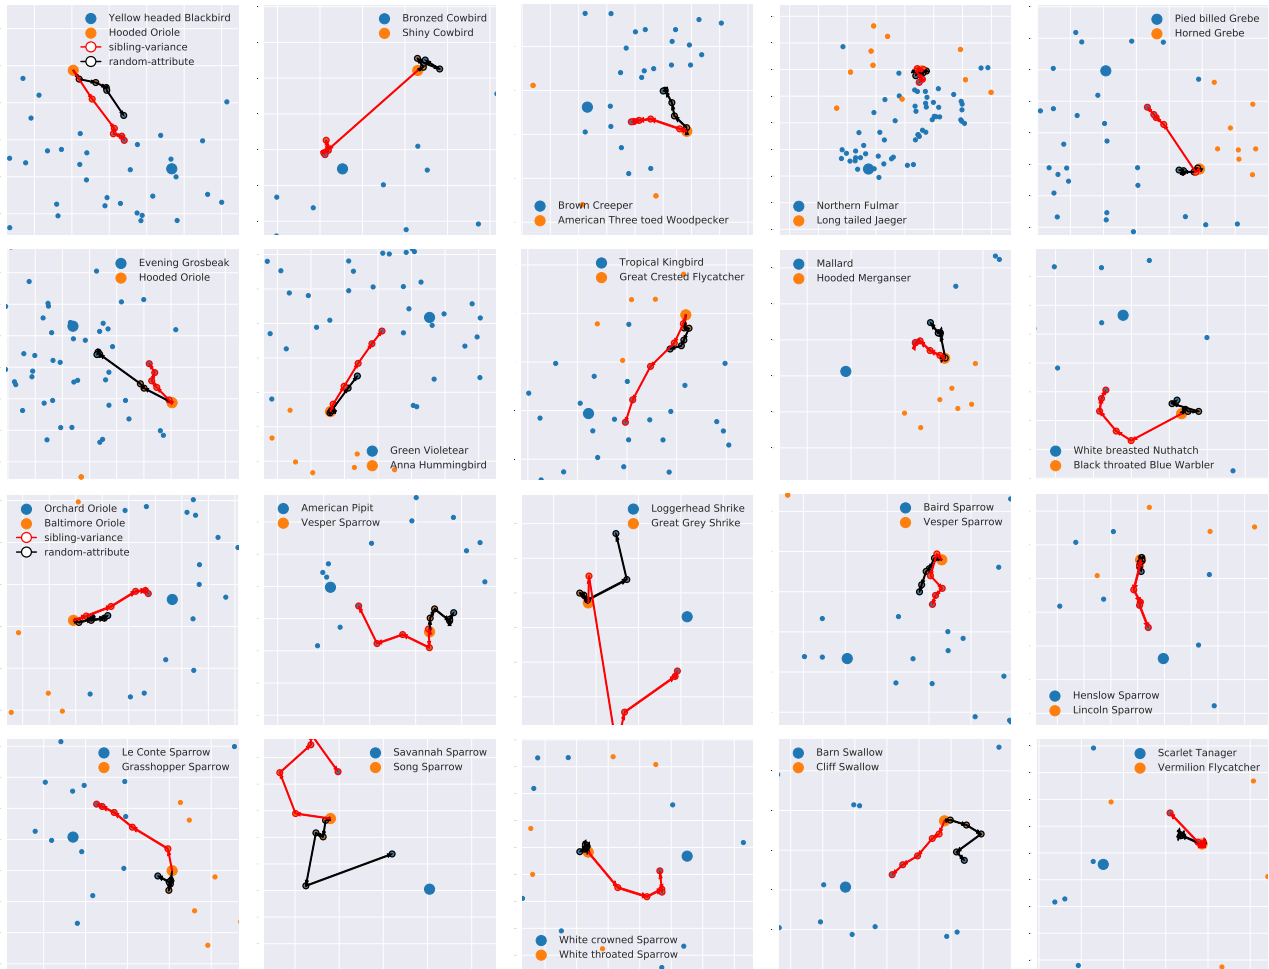 Yellow headed Blackbird
Hooded Oriole
sibling-variance
random-attribute
Bronzed Cowbird
Shiny Cowbird
Brown Creeper
American Three toed Woodpecker
Northern Fulmar
Long tailed Jaeger
Pied billed Grebe
Horned Grebe
Evening Grosbeak
Hooded Oriole
Green Violetear
Anna Hummingbird
Tropical Kingbird
Great Crested Flycatcher
Mallard
Hooded Merganser
White breasted Nuthatch
Black throated Blue Warbler
Orchard Oriole
Baltimore Oriole
sibling-variance
random-attribute
American Pipit
Vesper Sparrow
Loggerhead Shrike
Great Grey Shrike
Baird Sparrow
Vesper Sparrow
Henslow Sparrow
Lincoln Sparrow
Le Conte Sparrow
Grasshopper Sparrow
Savannah Sparrow
Song Sparrow
White crowned Sparrow
White throated Sparrow
Barn Swallow
Cliff Swallow
Scarlet Tanager
Vermilion Flycatcher